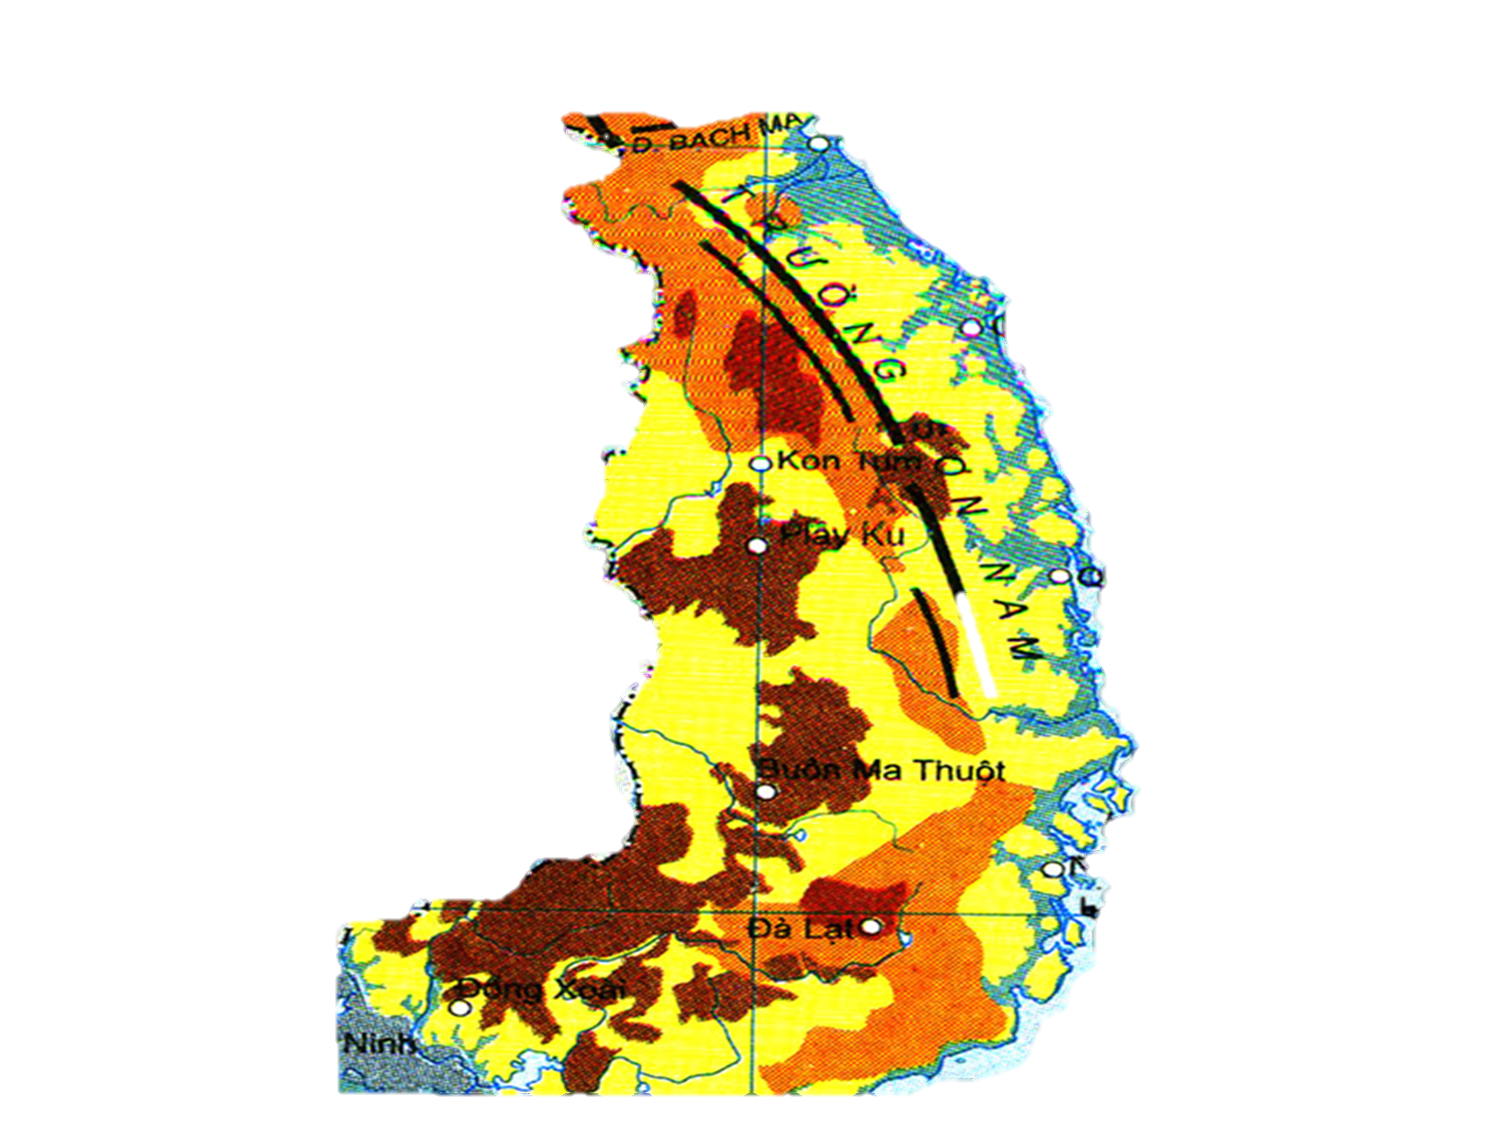 D. BACH MA
TRƯỜNG SƠN NAM
Kon Tum
Plây Ku
Buôn Ma Thuột
Đà Lạt
Đồng Xoài
Ninh